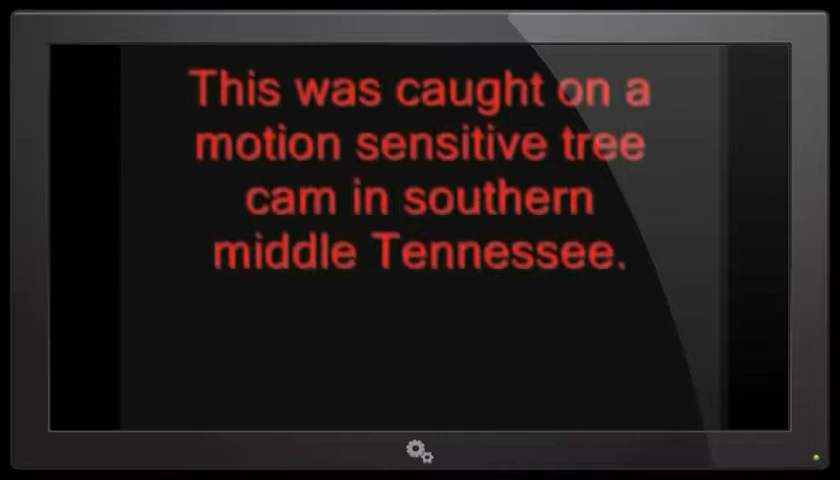 This was caught on a
motion sensitive tree
cam in southern
middle Tennessee.